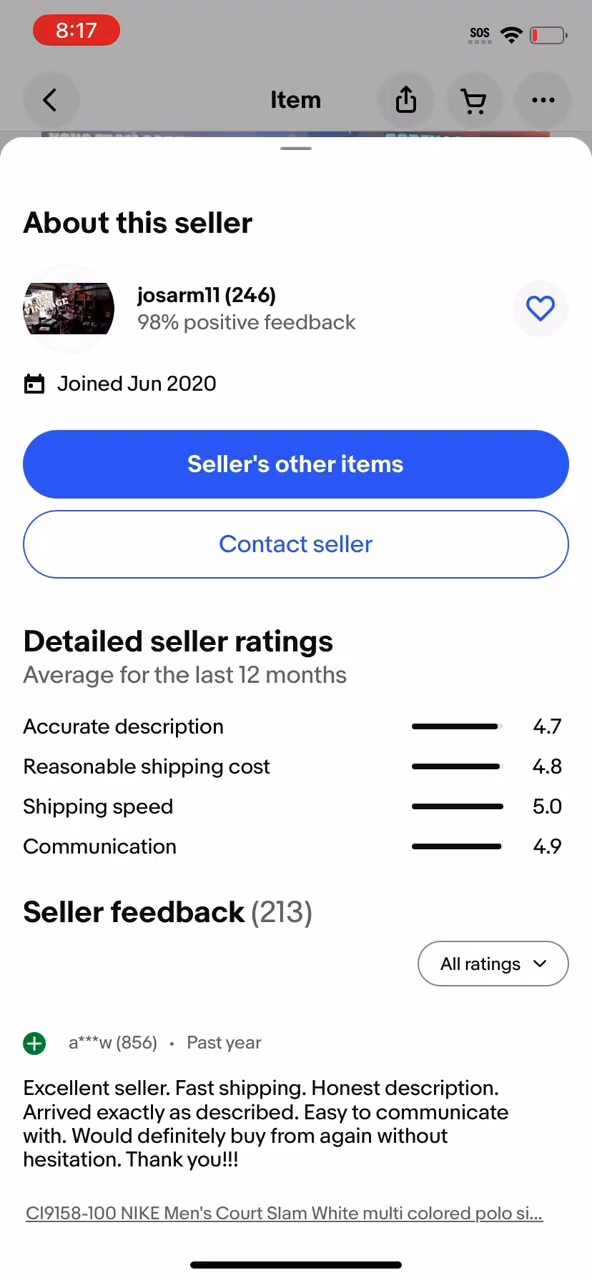 8:17
SOS
Item
About this seller
josarm11 (246)
98% positive feedback
Joined Jun 2020
Seller's other items
Contact seller
Detailed seller ratings
Average for the last 12 months
Accurate description 4.7
Reasonable shipping cost 4.8
Shipping speed 5.0
Communication 4.9
Seller feedback (213)
All ratings
a***w (856) • Past year
Excellent seller. Fast shipping. Honest description.
Arrived exactly as described. Easy to communicate
with. Would definitely buy from again without
hesitation. Thank you!!!
CI9158-100 NIKE Men's Court Slam White multi colored polo si...